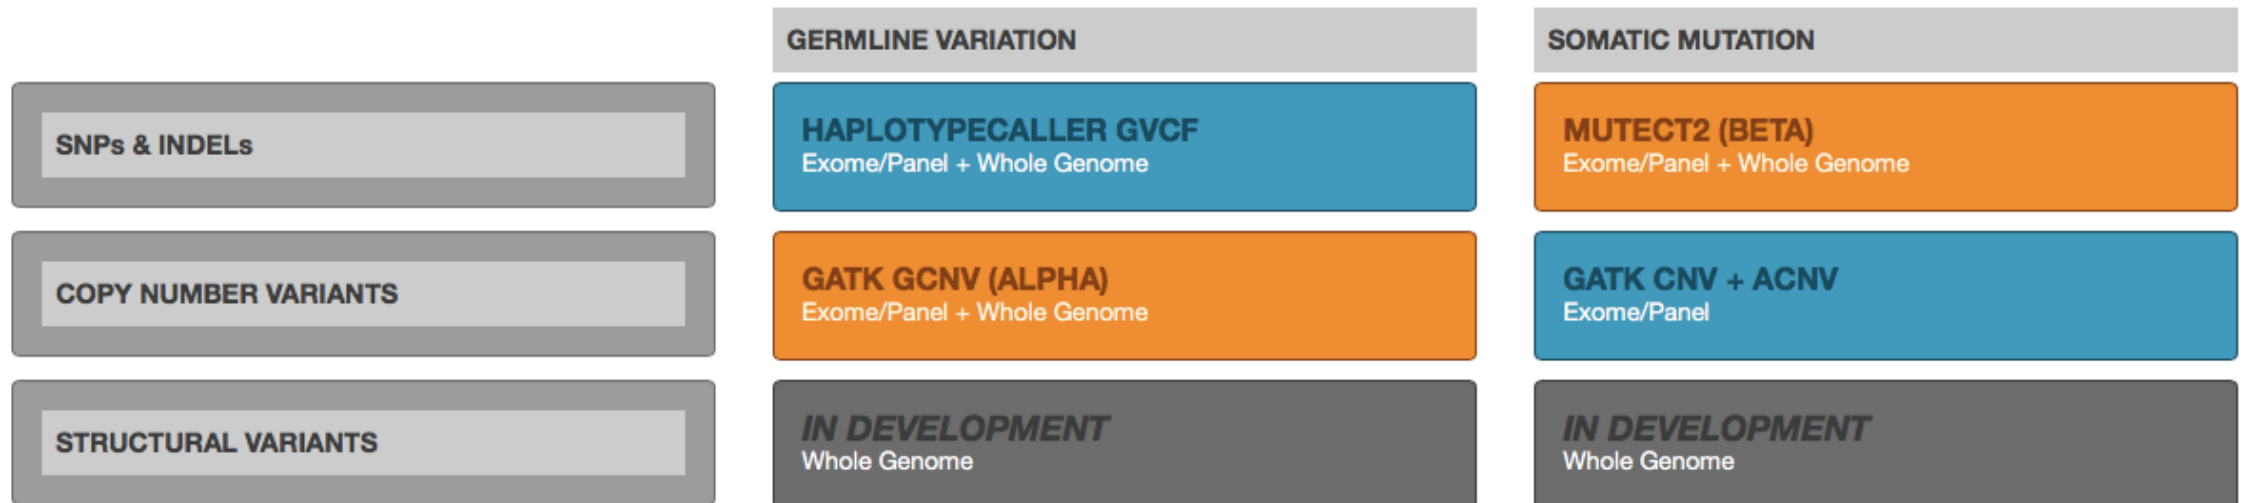 GERMLINE VARIATION
SOMATIC MUTATION
SNPs & INDELs
HAPLOTYPECALLER GVCF
Exome/Panel + Whole Genome
MUTECT2 (BETA)
Exome/Panel + Whole Genome
COPY NUMBER VARIANTS
GATK GCNV (ALPHA)
Exome/Panel + Whole Genome
GATK CNV + ACNV
Exome/Panel
STRUCTURAL VARIANTS
IN DEVELOPMENT
Whole Genome
IN DEVELOPMENT
Whole Genome